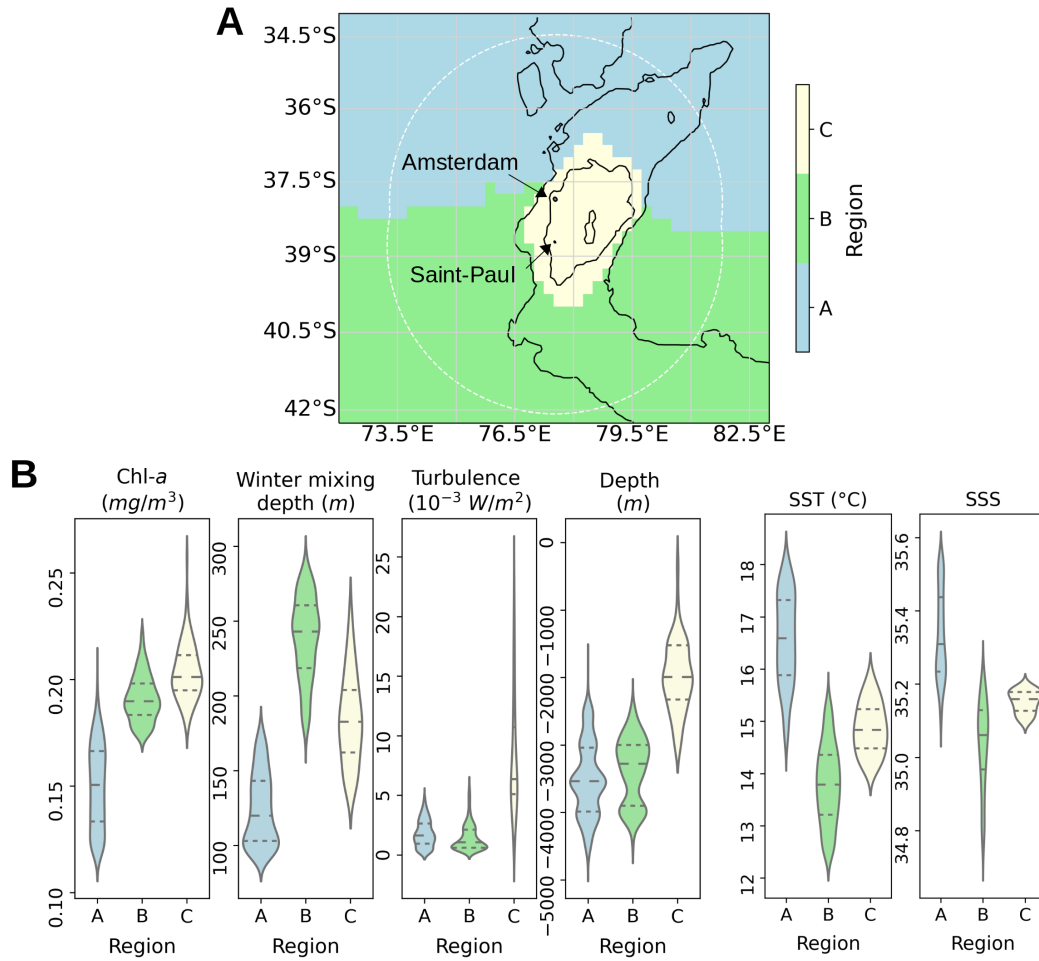 A
34.5°S
36°S
37.5°S
39°S
40.5°S
42°S
73.5°E 76.5°E 79.5°E 82.5°E
Amsterdam
Saint-Paul
C
B
A
Region
B
Chl-a
(mg/m³)
0.25
0.20
0.15
0.10
A B C
Region
Winter mixing
depth (m)
300
250
200
150
100
A B C
Region
Turbulence
(10⁻³ W/m²)
25
20
15
10
5
0
A B C
Region
Depth
(m)
0
−1000
−2000
−3000
−4000
−5000
A B C
Region
SST (°C)
18
17
16
15
14
13
12
A B C
Region
SSS
35.6
35.4
35.2
35.0
34.8
A B C
Region